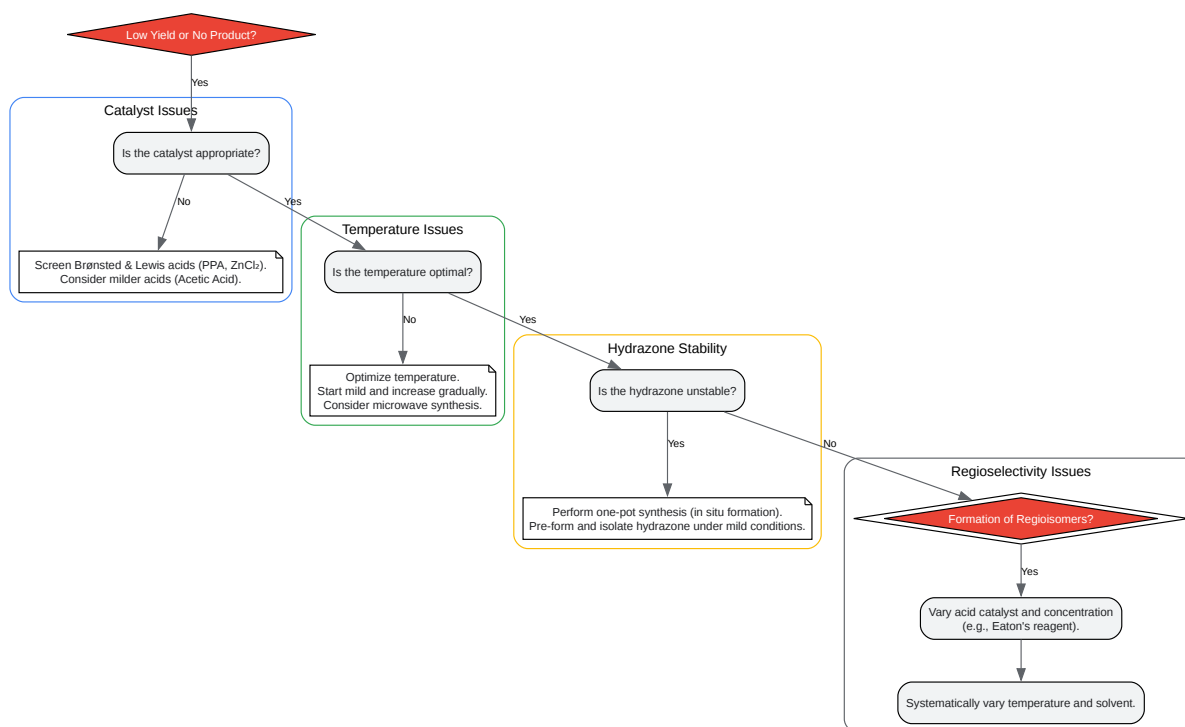 Low Yield or No Product?
Yes
Catalyst Issues
Is the catalyst appropriate?
No
Yes
Screen Brønsted & Lewis acids (PPA, ZnCl₂).
Consider milder acids (Acetic Acid).
Temperature Issues
Is the temperature optimal?
No
Yes
Optimize temperature.
Start mild and increase gradually.
Consider microwave synthesis.
Hydrazone Stability
Is the hydrazone unstable?
Yes
No
Perform one-pot synthesis (in situ formation).
Pre-form and isolate hydrazone under mild conditions.
Regioselectivity Issues
Formation of Regioisomers?
Yes
Vary acid catalyst and concentration
(e.g., Eaton's reagent).
Systematically vary temperature and solvent.